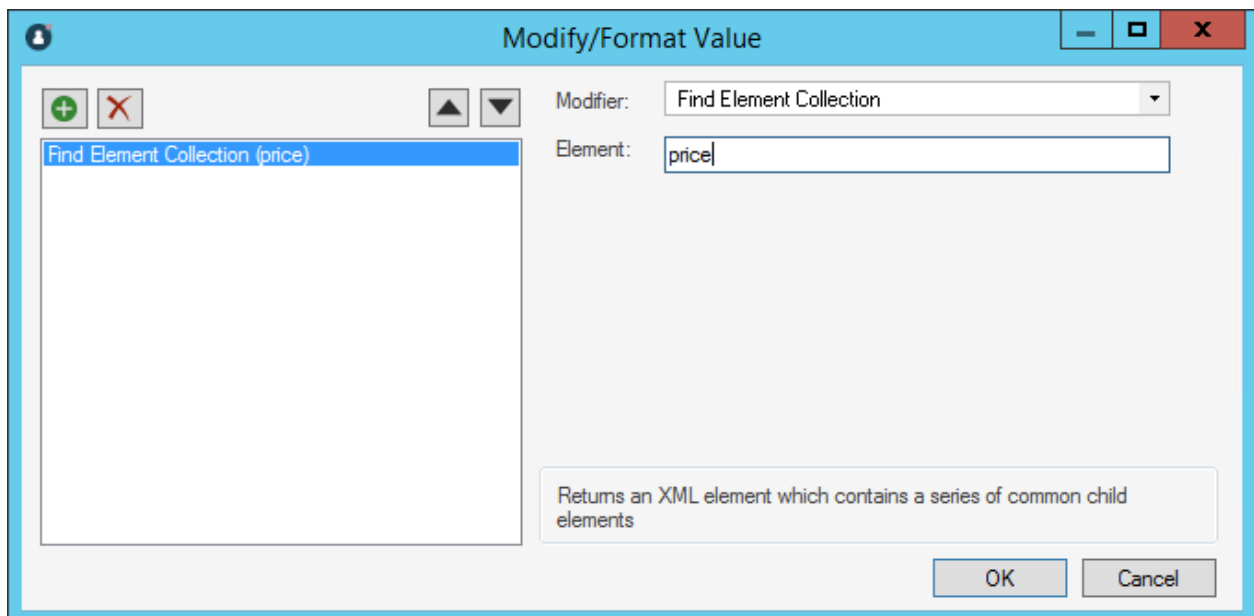 Modify/Format Value
X
Modifier:
Find Element Collection
Element:
price
Find Element Collection (price)
Returns an XML element which contains a series of common child
elements
OK
Cancel